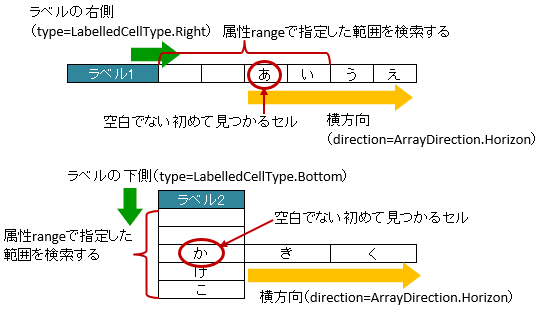 ラベルの右側
(type=LabelledCellType.Right)
属性rangeで指定した範囲を検索する
ラベル1
あ
い
う
え
空白でない初めて見つかるセル
横方向
(direction=ArrayDirection.Horizon)
ラベルの下側(type=LabelledCellType.Bottom)
ラベル2
属性rangeで指定した
範囲を検索する
空白でない初めて見つかるセル
か
き
く
け
こ
横方向(direction=ArrayDirection.Horizon)